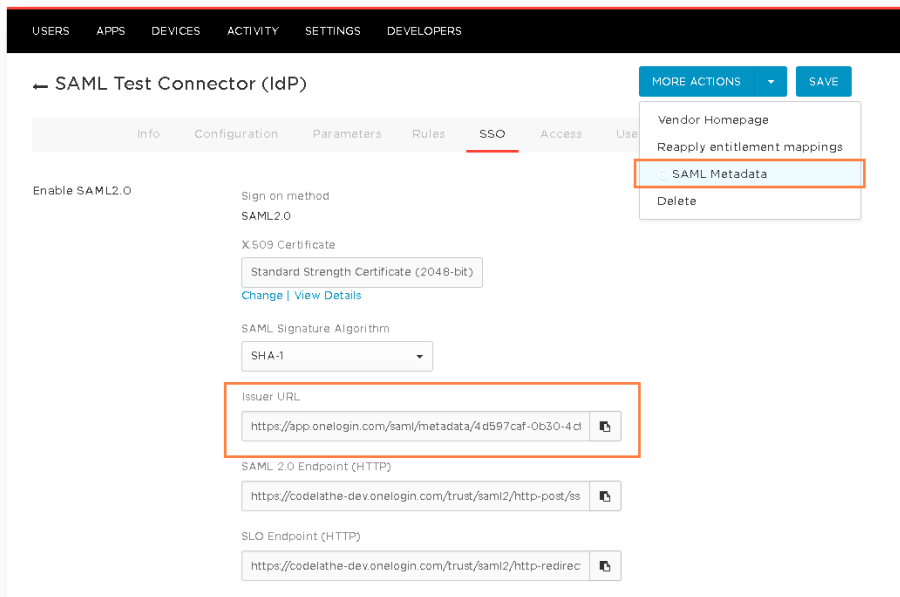 USERS APPS DEVICES ACTIVITY SETTINGS DEVELOPERS
← SAML Test Connector (IdP)
MORE ACTIONS SAVE
Vendor Homepage
Reapply entitlement mappings
SAML Metadata
Delete
Info Configuration Parameters Rules SSO Access Use
Enable SAML2.0
Sign on method
SAML2.0
X.509 Certificate
Standard Strength Certificate (2048-bit)
Change | View Details
SAML Signature Algorithm
SHA-1
Issuer URL
https://app.onelogin.com/saml/metadata/4d597caf-0b30-4cf
SAML 2.0 Endpoint (HTTP)
https://codelathe-dev.onelogin.com/trust/saml2/http-post/ss
SLO Endpoint (HTTP)
https://codelathe-dev.onelogin.com/trust/saml2/http-redirec